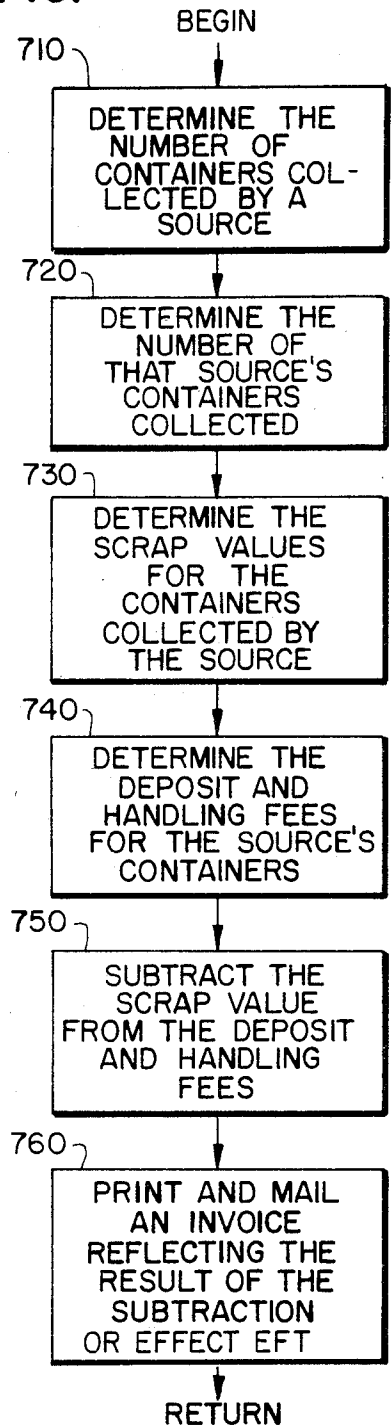 BEGIN
710
DETERMINE THE
NUMBER OF
CONTAINERS COL-
LECTED BY A
SOURCE
720
DETERMINE THE
NUMBER OF
THAT SOURCE'S
CONTAINERS
COLLECTED
730
DETERMINE THE
SCRAP VALUES
FOR THE
CONTAINERS
COLLECTED BY
THE SOURCE
740
DETERMINE THE
DEPOSIT AND
HANDLING FEES
FOR THE SOURCE'S
CONTAINERS
750
SUBTRACT THE
SCRAP VALUE
FROM THE DEPOSIT
AND HANDLING
FEES
760
PRINT AND MAIL
AN INVOICE
REFLECTING THE
RESULT OF THE
SUBTRACTION
OR EFFECT EFT
RETURN